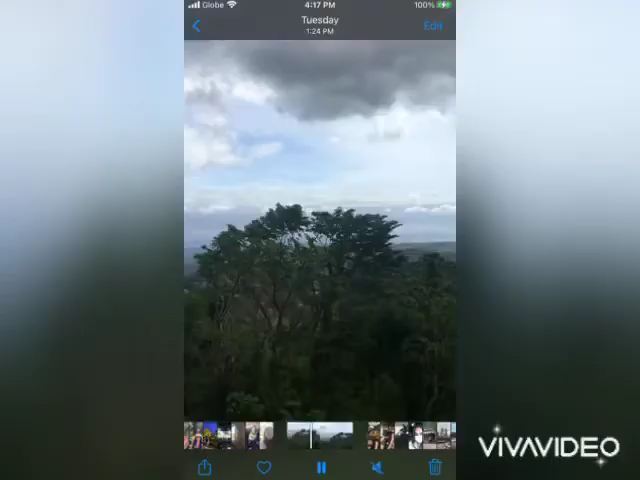 Globe 4:17 PM 100%
Tuesday
1:24 PM
Edit
VIVAVIDEO